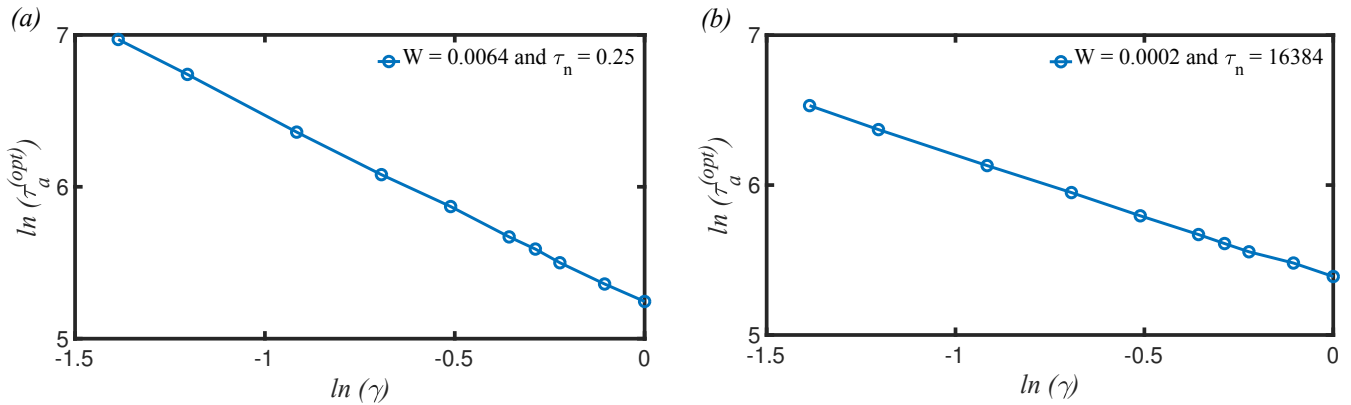 (a)
7
6
5
ln (τₐ⁽ᵒᵖᵗ⁾)
W = 0.0064 and τₙ = 0.25
-1.5 -1 -0.5 0
ln (γ)
(b)
7
6
5
ln (τₐ⁽ᵒᵖᵗ⁾)
W = 0.0002 and τₙ = 16384
-1.5 -1 -0.5 0
ln (γ)